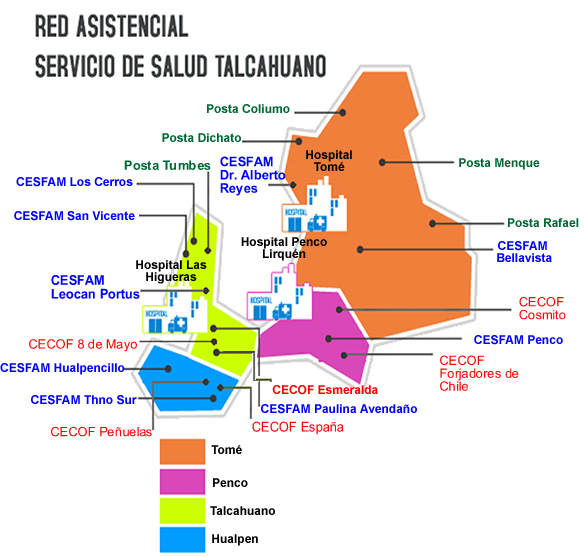 RED ASISTENCIAL
SERVICIO DE SALUD TALCAHUANO
Posta Coliumo
Posta Dichato
Posta Tumbes
CESFAM
Dr. Alberto
Reyes
Hospital
Tomé
Posta Menque
CESFAM Los Cerros
CESFAM San Vicente
Posta Rafael
Hospital Penco
Lirquén
CESFAM
Bellavista
Hospital Las
Higueras
CESFAM
Leocan Portus
HOSPITAL
HOSPITAL
HOSPITAL
CECOF
Cosmito
CECOF 8 de Mayo
CESFAM Penco
CECOF
Forjadores de
Chile
CESFAM Hualpencillo
CECOF Esmeralda
CESFAM Thno Sur
CESFAM Paulina Avendaño
CECOF Peñuelas
CECOF España
Tomé
Penco
Talcahuano
Hualpen